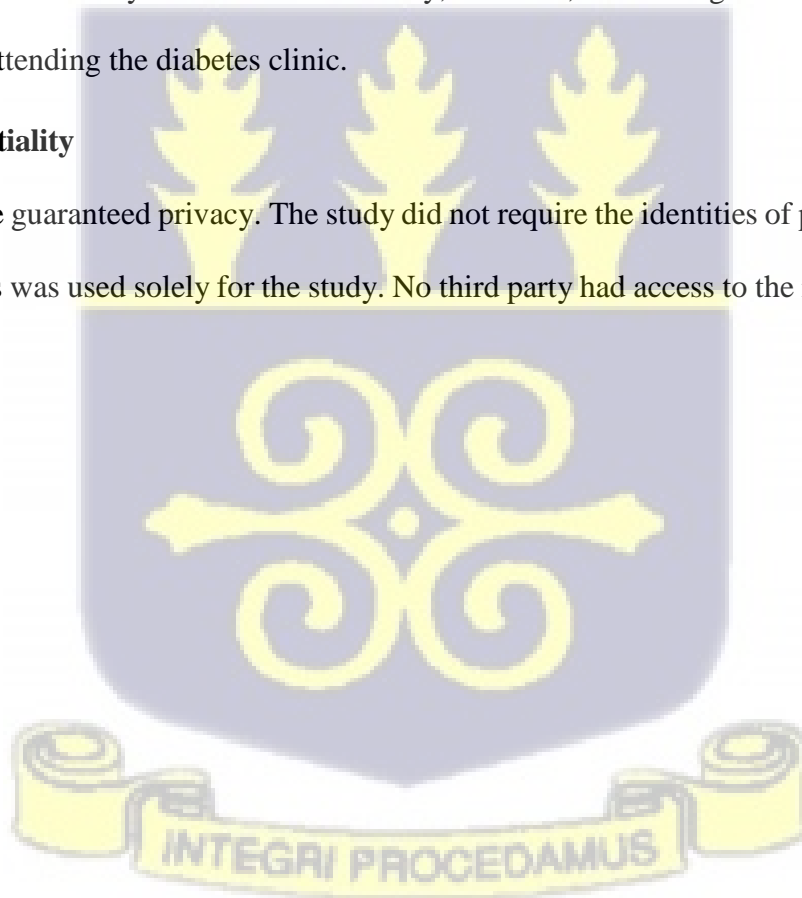 ttending the diabetes clinic.
tiality
guaranteed privacy. The study did not require the identities of
was used solely for the study. No third party had access to the
INTEGRI PROCEDAMUS